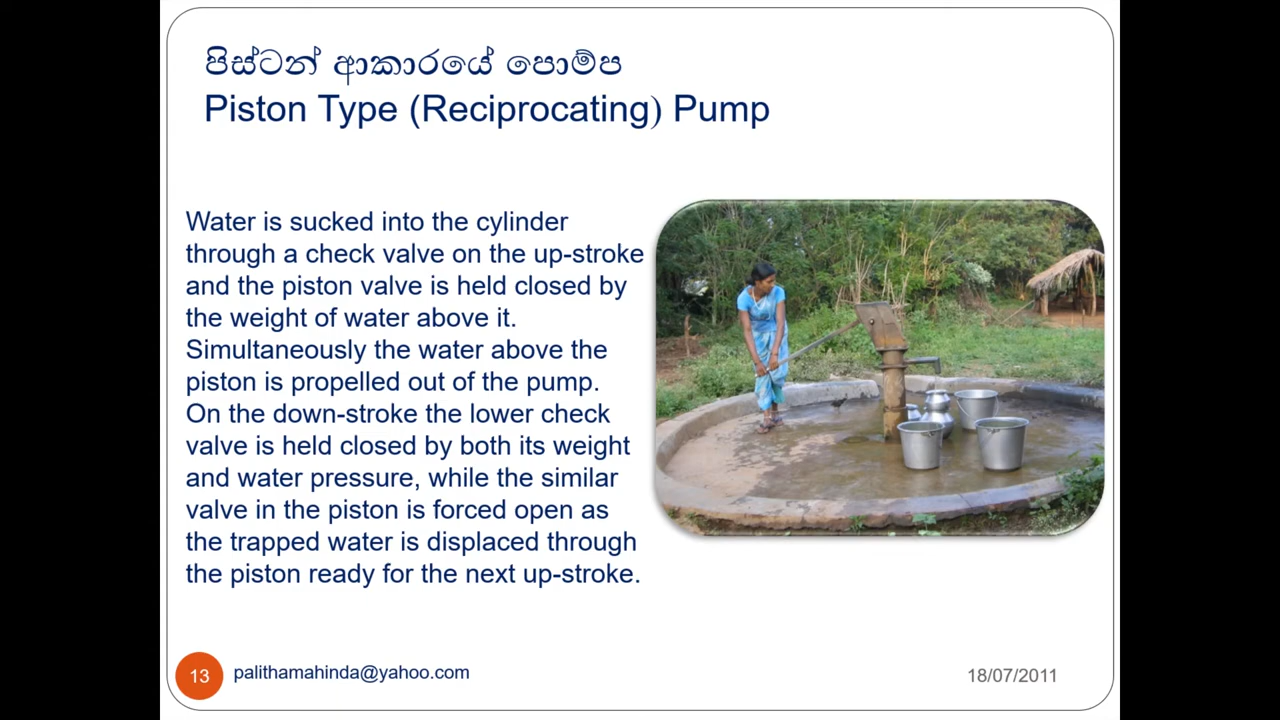 පිස්ටන් ආකාරයේ පොම්ප
Piston Type (Reciprocating) Pump
Water is sucked into the cylinder
through a check valve on the up-stroke
and the piston valve is held closed by
the weight of water above it.
Simultaneously the water above the
piston is propelled out of the pump.
On the down-stroke the lower check
valve is held closed by both its weight
and water pressure, while the similar
valve in the piston is forced open as
the trapped water is displaced through
the piston ready for the next up-stroke.
13 palithamahinda@yahoo.com 18/07/2011